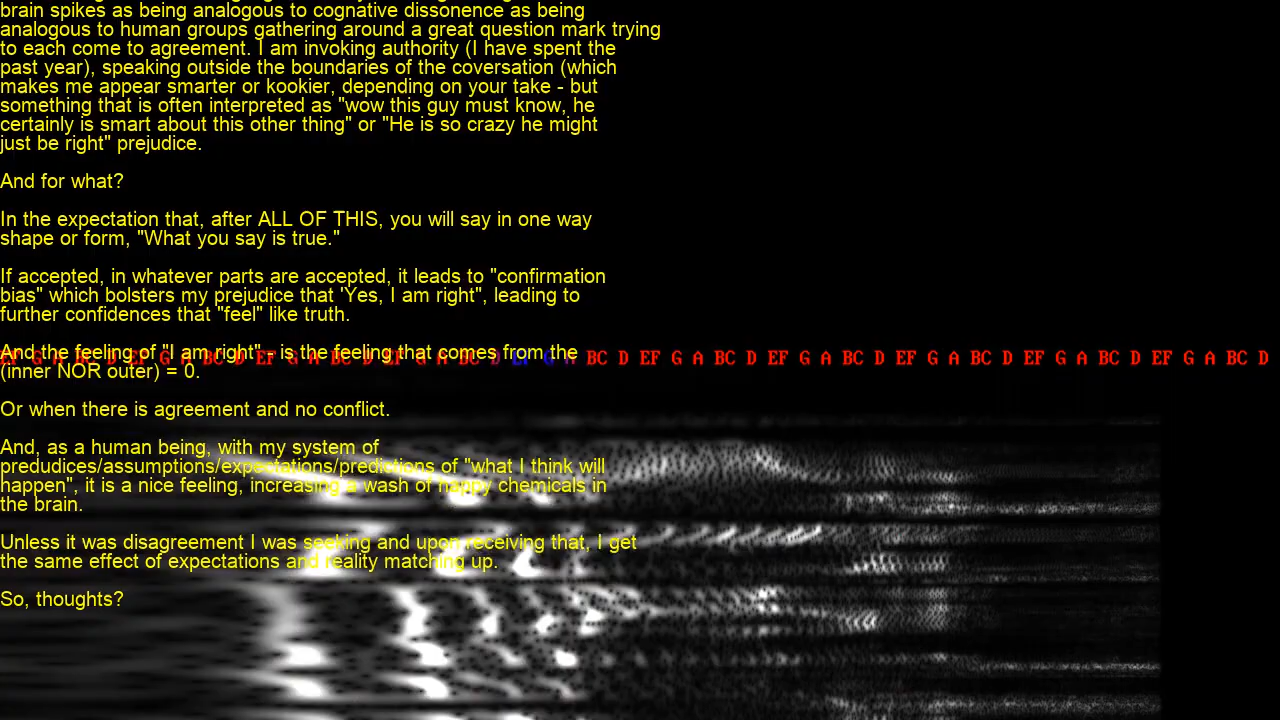 brain spikes as being analogous to cognative dissonence as being
analogous to human groups gathering around a great question mark trying
to each come to agreement. I am invoking authority (I have spent the
past year), speaking outside the boundaries of the coversation (which
makes me appear smarter or kookier, depending on your take - but
something that is often interpreted as "wow this guy must know, he
certainly is smart about this other thing" or "He is so crazy he might
just be right" prejudice.
And for what?
In the expectation that, after ALL OF THIS, you will say in one way
shape or form, "What you say is true."
If accepted, in whatever parts are accepted, it leads to "confirmation
bias" which bolsters my prejudice that 'Yes, I am right", leading to
further confidences that "feel" like truth.
And the feeling of "I am right" - is the feeling that comes from the
EF G A BC D EF G A BC D EF G A BC D EF G A BC D EF G A BC D EF G A BC D EF G A BC D EF G A BC D EF G A BC D EF G A BC D
(inner NOR outer) = 0.
Or when there is agreement and no conflict.
And, as a human being, with my system of
predudices/assumptions/expectations/predictions of "what I think will
happen", it is a nice feeling, increasing a wash of happy chemicals in
the brain.
Unless it was disagreement I was seeking and upon receiving that, I get
the same effect of expectations and reality matching up.
So, thoughts?